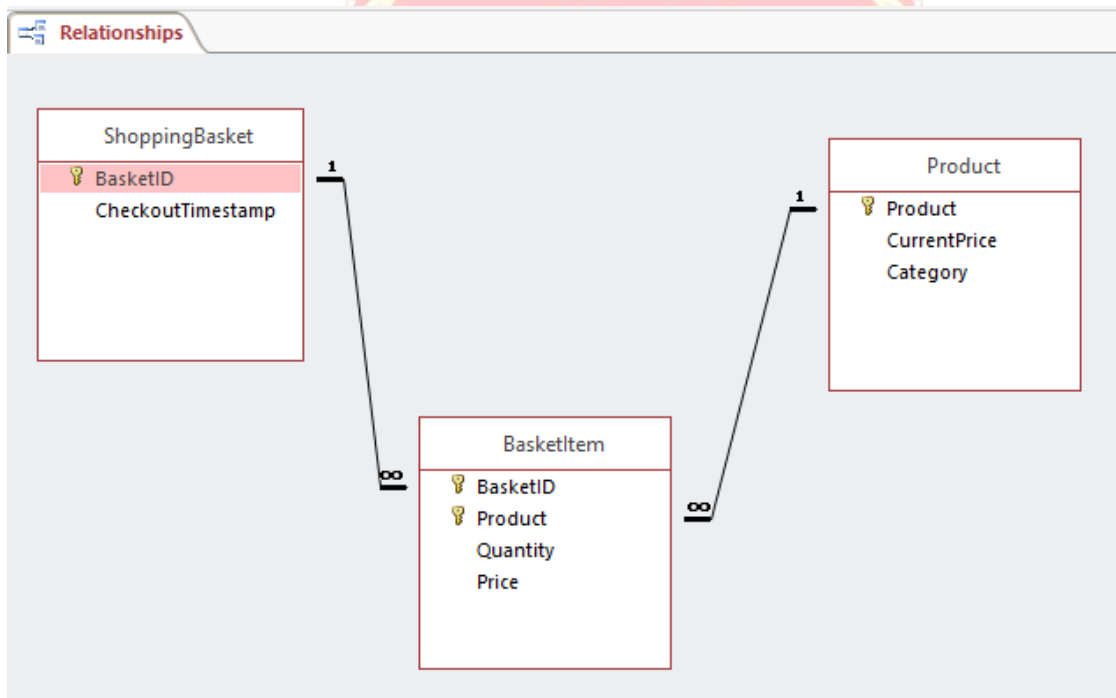 Relationships
ShoppingBasket
BasketID
CheckoutTimestamp
1
∞
Product
Product
CurrentPrice
Category
1
∞
BasketItem
BasketID
Product
Quantity
Price